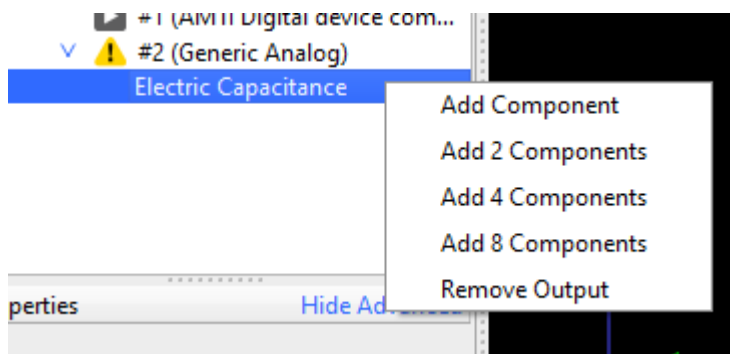 #1 (AMTI Digital device com...
#2 (Generic Analog)
Electric Capacitance
Add Component
Add 2 Components
Add 4 Components
Add 8 Components
Remove Output
perties
Hide Advanced